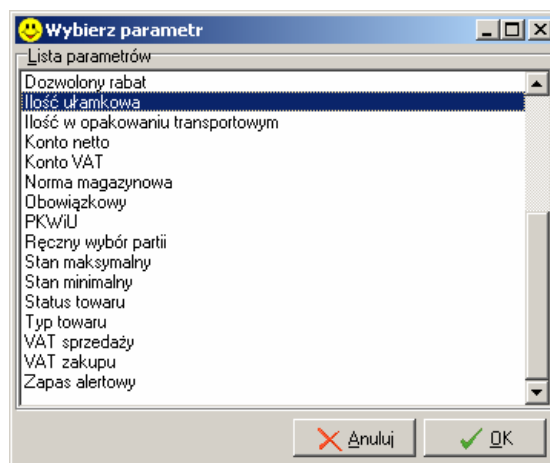 Wybierz parametr
Lista parametrów
Dozwolony rabat
Ilość ułamkowa
Ilość w opakowaniu transportowym
Konto netto
Konto VAT
Norma magazynowa
Obowiązkowy
PKWiU
Ręczny wybór partii
Stan maksymalny
Stan minimalny
Status towaru
Typ towaru
VAT sprzedaży
VAT zakupu
Zapas alertowy
Anuluj OK